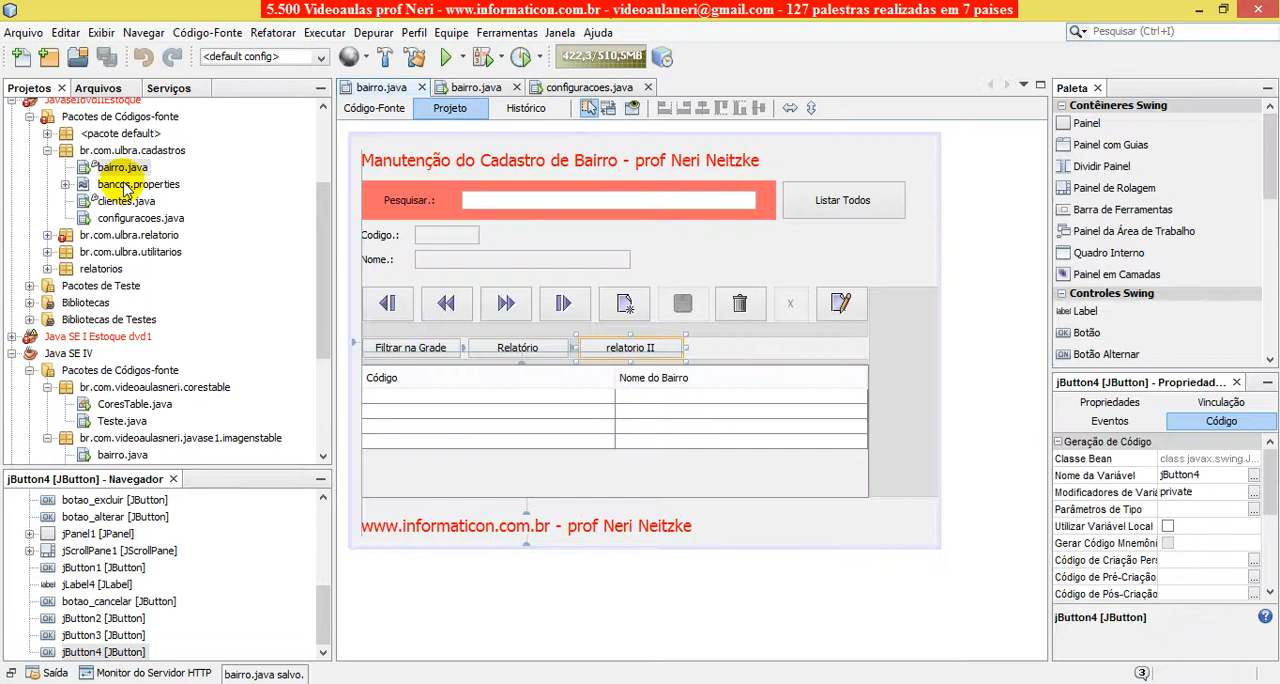 5.500 Videoaulas prof Neri - www.informaticon.com.br - videoaulaneri@gmail.com - 127 palestras realizadas em 7 paises
Arquivo Editar Exibir Navegar Código-Fonte Refatorar Executar Depurar Perfil Equipe Ferramentas Janela Ajuda
Pesquisar (Ctrl+I)
<default config>
422,3/510,5MB
Projetos Arquivos Serviços
JavaseIdvdIIEstoque
Pacotes de Códigos-fonte
<pacote default>
br.com.ulbra.cadastros
bairro.java
bancos.properties
clientes.java
configuracoes.java
br.com.ulbra.relatorio
br.com.ulbra.utilitarios
relatorios
Pacotes de Teste
Bibliotecas
Bibliotecas de Testes
Java SE I Estoque dvd1
Java SE IV
Pacotes de Códigos-fonte
br.com.videoaulasneri.corestable
CoresTable.java
Teste.java
br.com.videoaulasneri.javase1.imagenstable
bairro.java
jButton4 [JButton] - Navegador
botao_excluir [JButton]
botao_alterar [JButton]
jPanel1 [JPanel]
jScrollPane1 [JScrollPane]
jButton1 [JButton]
label jLabel4 [JLabel]
botao_cancelar [JButton]
jButton2 [JButton]
jButton3 [JButton]
jButton4 [JButton]
bairro.java bairro.java configuracoes.java
Código-Fonte Projeto Histórico
Manutenção do Cadastro de Bairro - prof Neri Neitzke
Pesquisar.: Listar Todos
Codigo.:
Nome.:
x
Filtrar na Grade Relatório relatorio II
Código Nome do Bairro
www.informaticon.com.br - prof Neri Neitzke
Paleta
Contêineres Swing
Painel
Painel com Guias
Dividir Painel
Painel de Rolagem
Barra de Ferramentas
Painel da Área de Trabalho
Quadro Interno
Painel em Camadas
Controles Swing
label Label
OK Botão
OK Botão Alternar
jButton4 [JButton] - Propriedad...
Propriedades Vinculação
Eventos Código
Geração de Código
Classe Bean class javax.swing.J...
Nome da Variável jButton4
Modificadores de Variá private
Parâmetros de Tipo
Utilizar Variável Local
Gerar Código Mnemôni
Código de Criação Pers
Código de Pré-Criação
Código de Pós-Criação
jButton4 [JButton]
Saída Monitor do Servidor HTTP bairro.java salvo. 3